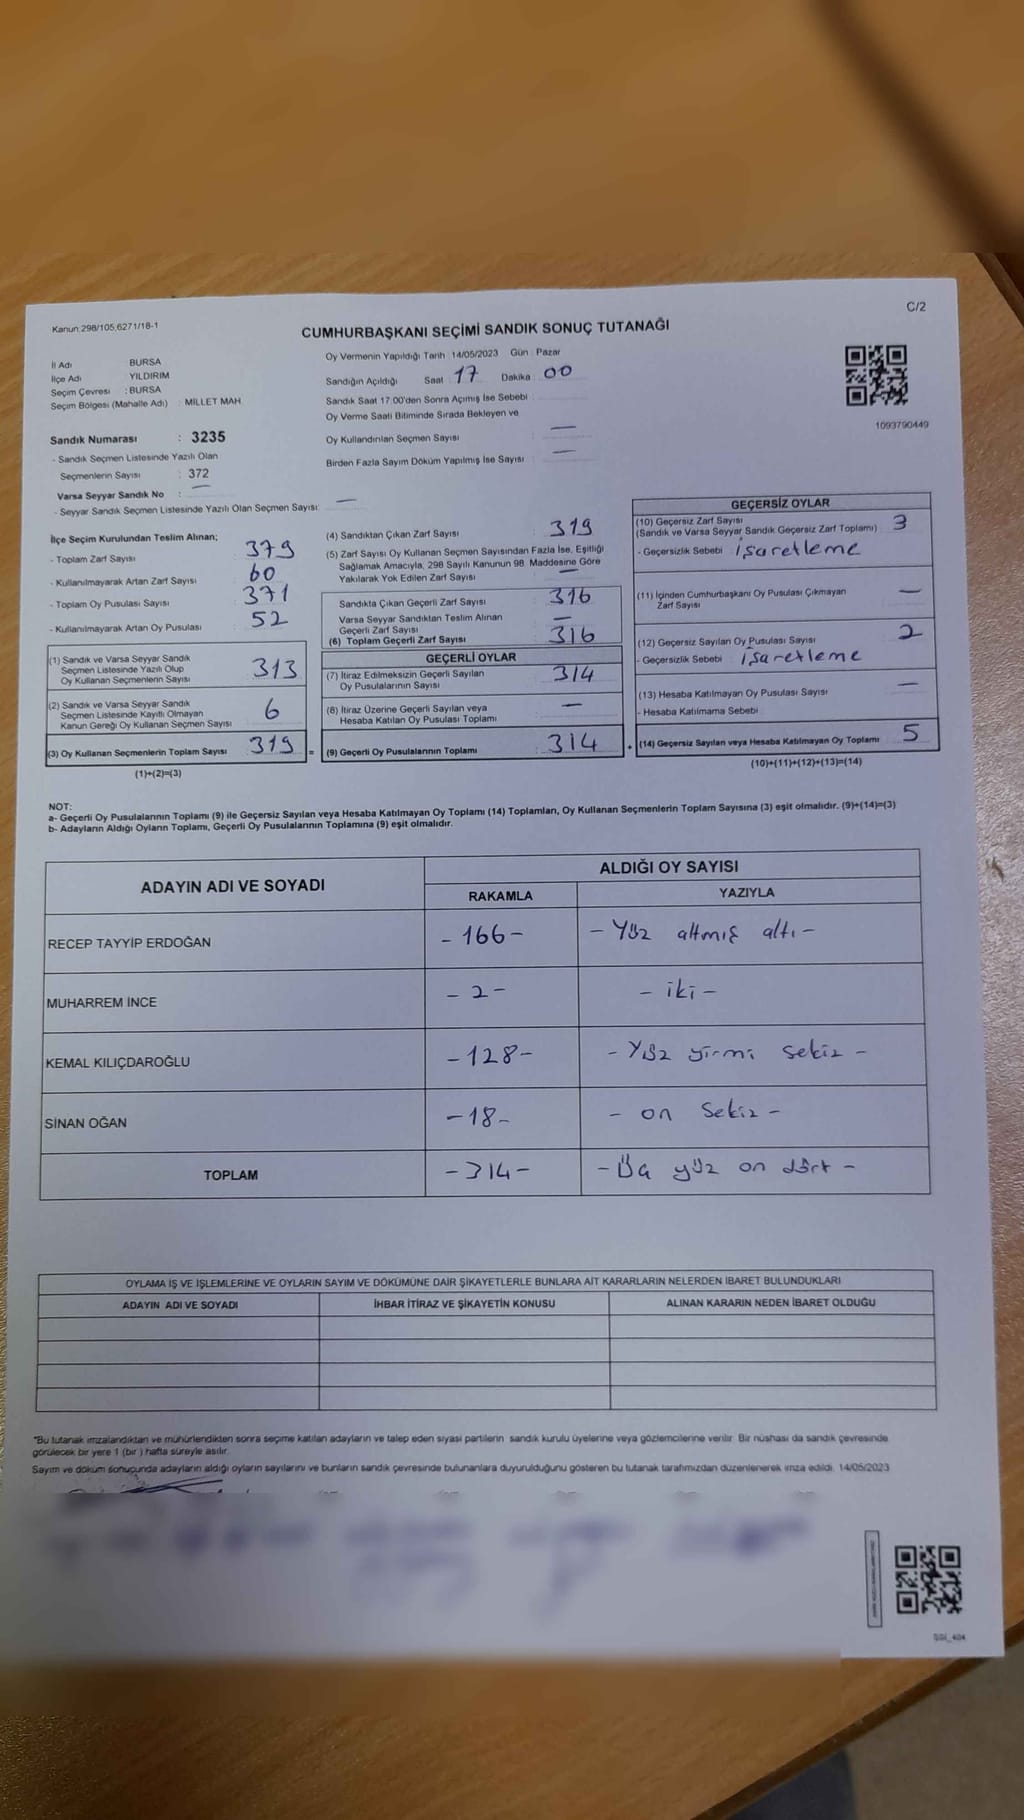 C/2
Kanun:298/105,6271/18-1
CUMHURBAŞKANI SEÇİMİ SANDIK SONUÇ TUTANAĞI
İl Adı BURSA
İlçe Adı YILDIRIM
Seçim Çevresi : BURSA
Seçim Bölgesi (Mahalle Adı) : MİLLET MAH.
Sandık Numarası : 3235
- Sandık Seçmen Listesinde Yazılı Olan
Seçmenlerin Sayısı : 372
Varsa Seyyar Sandık No : —
- Seyyar Sandık Seçmen Listesinde Yazılı Olan Seçmen Sayısı: —
Oy Vermenin Yapıldığı Tarih 14/05/2023 Gün : Pazar
Sandığın Açıldığı Saat 17 Dakika 00
Sandık Saat 17:00'den Sonra Açımış İse Sebebi :
Oy Verme Saati Bitiminde Sırada Bekleyen ve
Oy Kullandırılan Seçmen Sayısı : —
Birden Fazla Sayım Döküm Yapılmış İse Sayısı : —
1093790449
İlçe Seçim Kurulundan Teslim Alınan;
- Toplam Zarf Sayısı : 379
- Kullanılmayarak Artan Zarf Sayısı : 60
- Toplam Oy Pusulası Sayısı : 371
- Kullanılmayarak Artan Oy Pusulası : 52
(1) Sandık ve Varsa Seyyar Sandık
Seçmen Listesinde Yazılı Olup
Oy Kullanan Seçmenlerin Sayısı 313
(2) Sandık ve Varsa Seyyar Sandık
Seçmen Listesinde Kayıtlı Olmayan
Kanun Gereği Oy Kullanan Seçmen Sayısı 6
(3) Oy Kullanan Seçmenlerin Toplam Sayısı 319 =
(1)+(2)=(3)
(4) Sandıktan Çıkan Zarf Sayısı : 319
(5) Zarf Sayısı Oy Kullanan Seçmen Sayısından Fazla İse, Eşitliği
Sağlamak Amacıyla, 298 Sayılı Kanunun 98. Maddesine Göre
Yakılarak Yok Edilen Zarf Sayısı : —
Sandıkta Çıkan Geçerli Zarf Sayısı : 316
Varsa Seyyar Sandıktan Teslim Alınan
Geçerli Zarf Sayısı : —
(6) Toplam Geçerli Zarf Sayısı : 316
GEÇERLİ OYLAR
(7) İtiraz Edilmeksizin Geçerli Sayılan
Oy Pusulalarının Sayısı : 314
(8) İtiraz Üzerine Geçerli Sayılan veya
Hesaba Katılan Oy Pusulası Toplamı : —
(9) Geçerli Oy Pusulalarının Toplamı : 314 +
GEÇERSİZ OYLAR
(10) Geçersiz Zarf Sayısı
(Sandık ve Varsa Seyyar Sandık Geçersiz Zarf Toplamı) : 3
- Geçersizlik Sebebi : işaretleme
(11) İçinden Cumhurbaşkanı Oy Pusulası Çıkmayan
Zarf Sayısı : —
(12) Geçersiz Sayılan Oy Pusulası Sayısı : 2
- Geçersizlik Sebebi : işaretleme
(13) Hesaba Katılmayan Oy Pusulası Sayısı : —
- Hesaba Katılmama Sebebi :
(14) Geçersiz Sayılan veya Hesaba Katılmayan Oy Toplamı : 5
(10)+(11)+(12)+(13)=(14)
NOT:
a- Geçerli Oy Pusulalarının Toplamı (9) ile Geçersiz Sayılan veya Hesaba Katılmayan Oy Toplamı (14) Toplamları, Oy Kullanan Seçmenlerin Toplam Sayısına (3) eşit olmalıdır. (9)+(14)=(3)
b- Adayların Aldığı Oyların Toplamı, Geçerli Oy Pusulalarının Toplamına (9) eşit olmalıdır.
ADAYIN ADI VE SOYADI ALDIĞI OY SAYISI
RAKAMLA YAZIYLA
RECEP TAYYİP ERDOĞAN - 166 - - Yüz altmış altı -
MUHARREM İNCE - 2 - - iki -
KEMAL KILIÇDAROĞLU - 128 - - Yüz yirmi sekiz -
SİNAN OĞAN - 18 - - on sekiz -
TOPLAM - 314 - - Üç yüz on dört -
OYLAMA İŞ VE İŞLEMLERİNE VE OYLARIN SAYIM VE DÖKÜMÜNE DAİR ŞİKAYETLERLE BUNLARA AİT KARARLARIN NELERDEN İBARET BULUNDUKLARI
ADAYIN ADI VE SOYADI İHBAR İTİRAZ VE ŞİKAYETİN KONUSU ALINAN KARARIN NEDEN İBARET OLDUĞU
*Bu tutanak imzalandıktan ve mühürlendikten sonra seçime katılan adayların ve talep eden siyasi partilerin sandık kurulu üyelerine veya gözlemcilerine verilir. Bir nüshası da sandık çevresinde
görülecek bir yere 1 (bir ) hafta süreyle asılır.
Sayım ve döküm sonucunda adayların aldığı oyların sayılarını ve bunların sandık çevresinde bulunanlara duyurulduğunu gösteren bu tutanak tarafımızdan düzenlenerek imza edildi. 14/05/2023